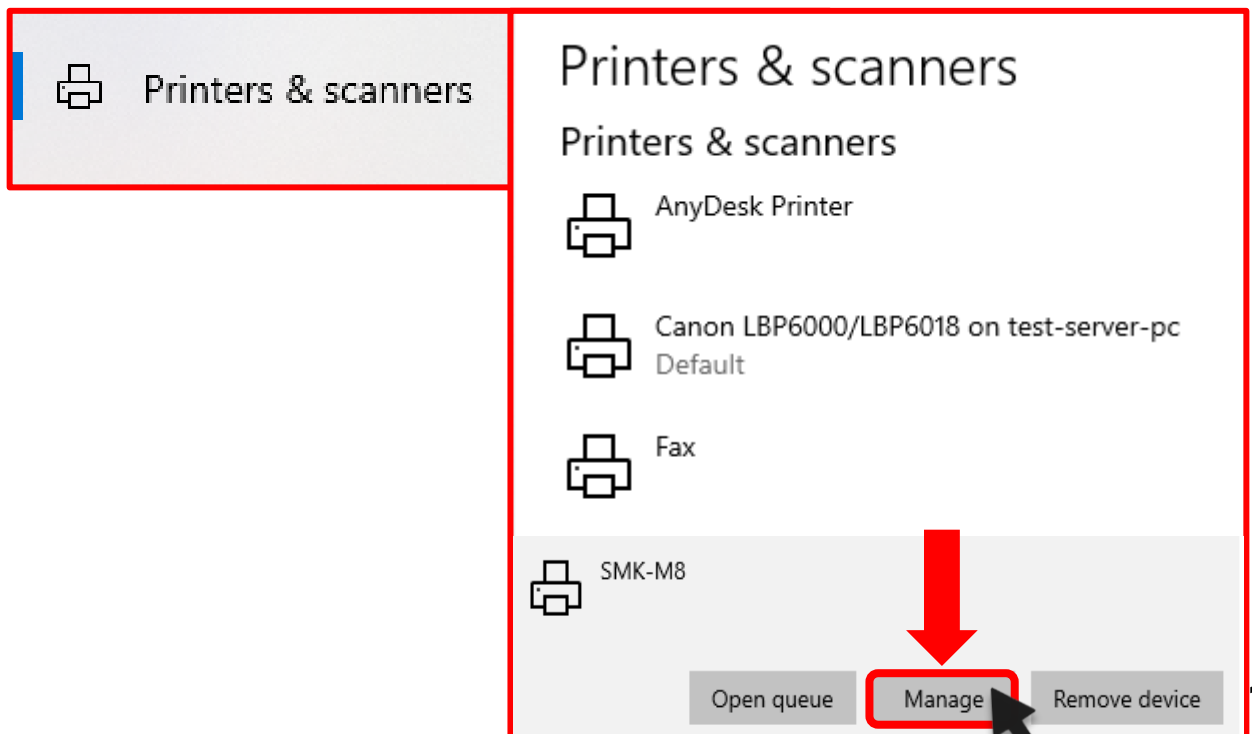 Printers & scanners
Printers & scanners
Printers & scanners
AnyDesk Printer
Canon LBP6000/LBP6018 on test-server-pc
Default
Fax
SMK-M8
Open queue
Manage
Remove device